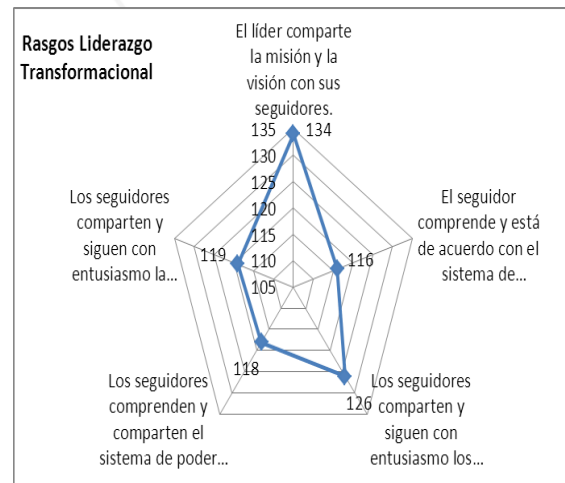 Rasgos Liderazgo
Transformacional
El líder comparte
la misión y la
visión con sus
seguidores.
135
134
130
125
120
115
110
105
El seguidor
comprende y está
de acuerdo con el
sistema de...
116
Los seguidores
comparten y
siguen con
entusiasmo los...
126
Los seguidores
comprenden y
comparten el
sistema de poder...
118
Los seguidores
comparten y
siguen con
entusiasmo la...
119